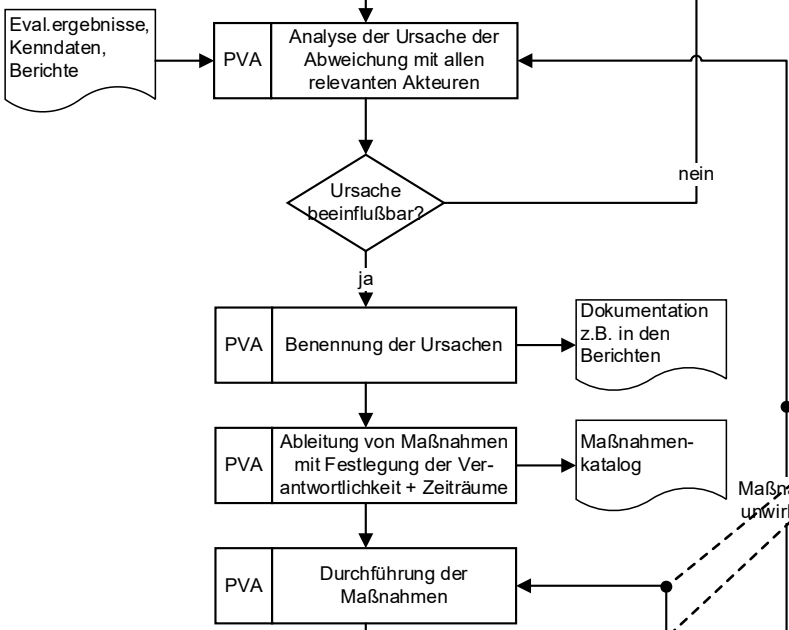 Eval.ergebnisse,
Kenndaten,
Berichte
PVA
Analyse der Ursache der
Abweichung mit allen
relevanten Akteuren
nein
Ursache
beeinflußbar?
ja
PVA
Benennung der Ursachen
Dokumentation
z.B. in den
Berichten
PVA
Ableitung von Maßnahmen
mit Festlegung der Ver-
antwortlichkeit + Zeiträume
Maßnahmen-
katalog
PVA
Durchführung der
Maßnahmen